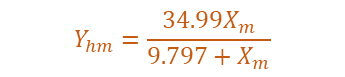 Y_hm = 34.99X_m / (9.797 + X_m)